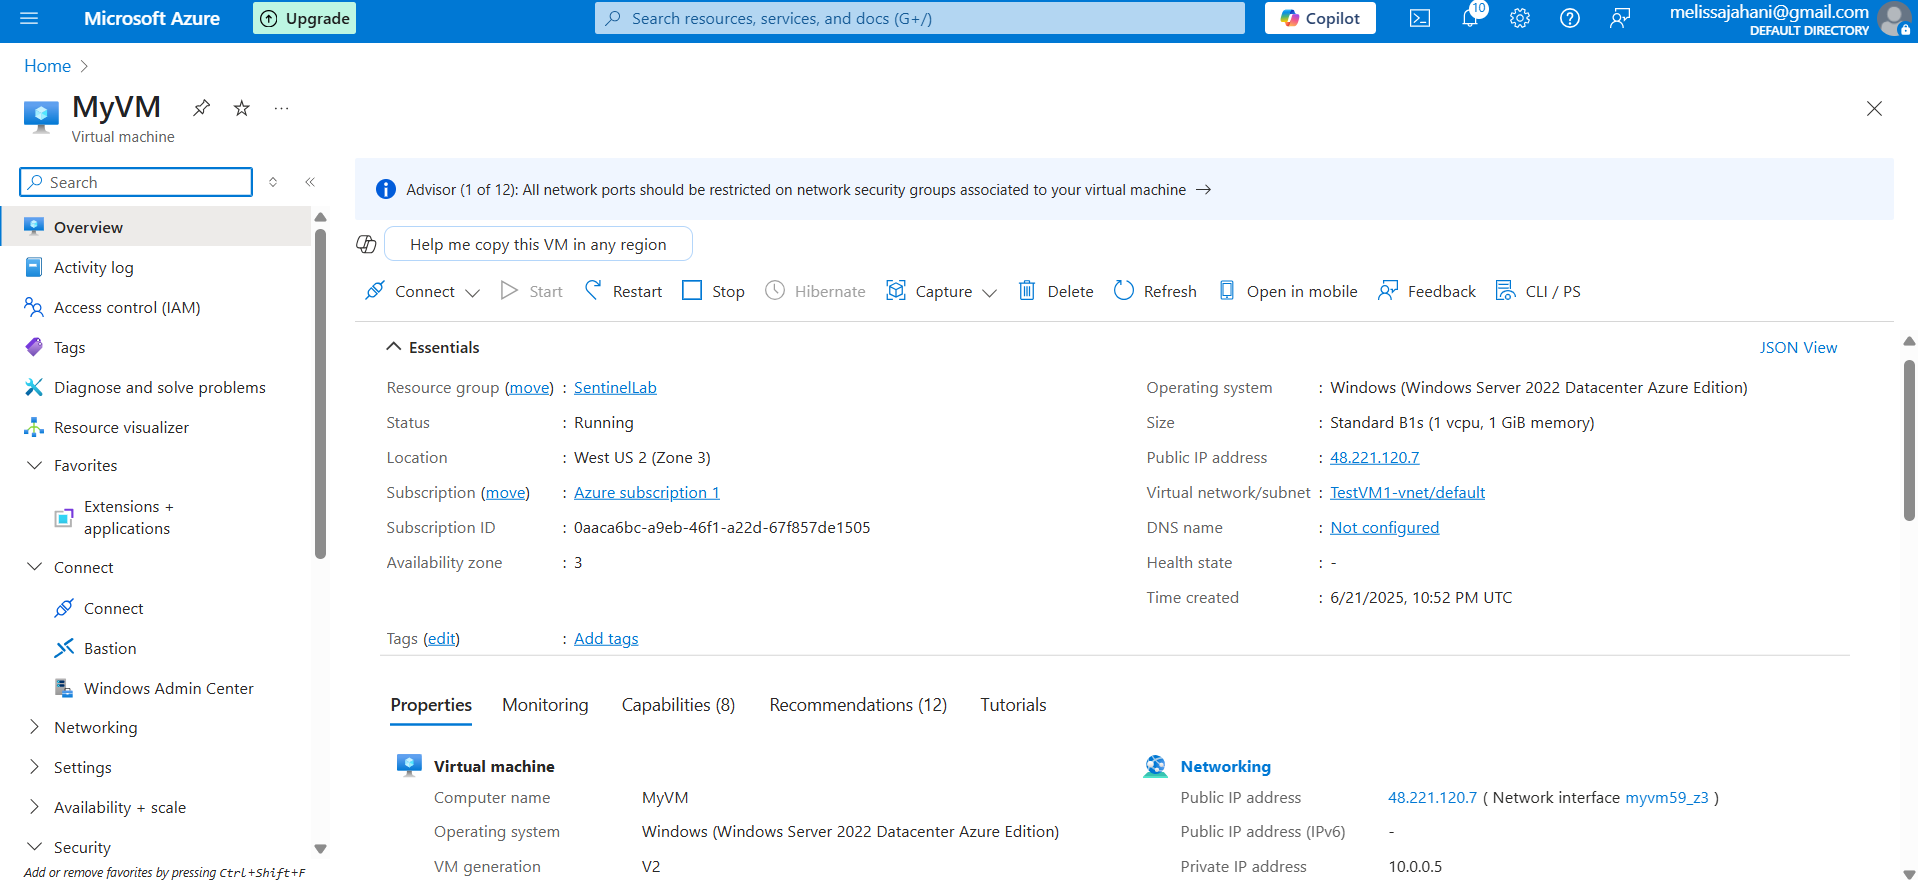 Microsoft Azure
Upgrade
Search resources, services, and docs (G+/)
Copilot
10
melissajahani@gmail.com
DEFAULT DIRECTORY
Home
MyVM
Virtual machine
Search
Overview
Activity log
Access control (IAM)
Tags
Diagnose and solve problems
Resource visualizer
Favorites
Extensions +
applications
Connect
Connect
Bastion
Windows Admin Center
Networking
Settings
Availability + scale
Security
Add or remove favorites by pressing Ctrl+Shift+F
Advisor (1 of 12): All network ports should be restricted on network security groups associated to your virtual machine →
Help me copy this VM in any region
Connect Start Restart Stop Hibernate Capture Delete Refresh Open in mobile Feedback CLI / PS
Essentials
JSON View
Resource group (move) : SentinelLab
Status : Running
Location : West US 2 (Zone 3)
Subscription (move) : Azure subscription 1
Subscription ID : 0aaca6bc-a9eb-46f1-a22d-67f857de1505
Availability zone : 3
Operating system : Windows (Windows Server 2022 Datacenter Azure Edition)
Size : Standard B1s (1 vcpu, 1 GiB memory)
Public IP address : 48.221.120.7
Virtual network/subnet : TestVM1-vnet/default
DNS name : Not configured
Health state : -
Time created : 6/21/2025, 10:52 PM UTC
Tags (edit) : Add tags
Properties Monitoring Capabilities (8) Recommendations (12) Tutorials
Virtual machine
Computer name MyVM
Operating system Windows (Windows Server 2022 Datacenter Azure Edition)
VM generation V2
Networking
Public IP address 48.221.120.7 ( Network interface myvm59_z3 )
Public IP address (IPv6) -
Private IP address 10.0.0.5